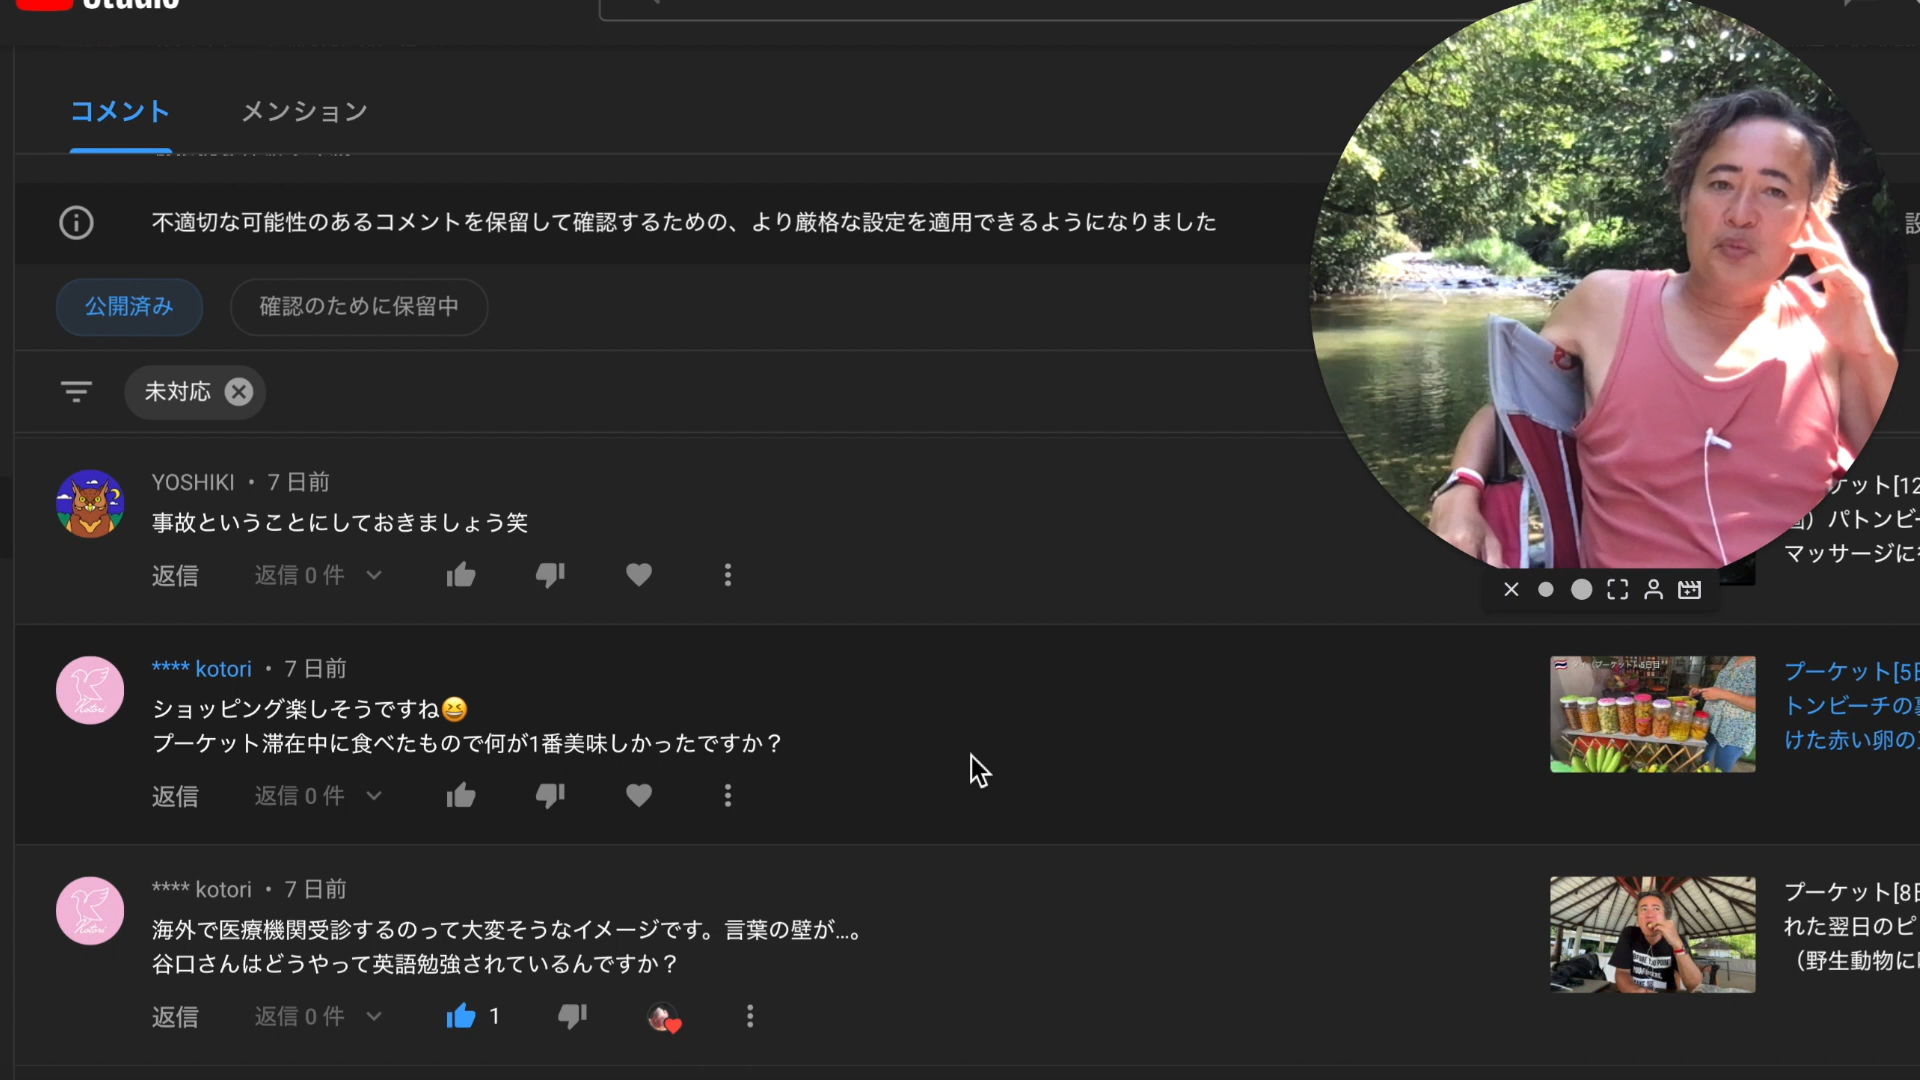 Studio
コメント
メンション
不適切な可能性のあるコメントを保留して確認するための、より厳格な設定を適用できるようになりました
設
公開済み
確認のために保留中
未対応
YOSHIKI • 7 日前
事故ということにしておきましょう笑
返信
返信 0 件
ケット[12
画）パトンビー
マッサージに
**** kotori • 7 日前
ショッピング楽しそうですね😆
プーケット滞在中に食べたもので何が1番美味しかったですか？
返信
返信 0 件
プーケット[5日
トンビーチの
けた赤い卵の
**** kotori • 7 日前
海外で医療機関受診するのって大変そうなイメージです。言葉の壁が...。
谷口さんはどうやって英語勉強されているんですか？
返信
返信 0 件
1
プーケット[8日
れた翌日のピ
（野生動物に